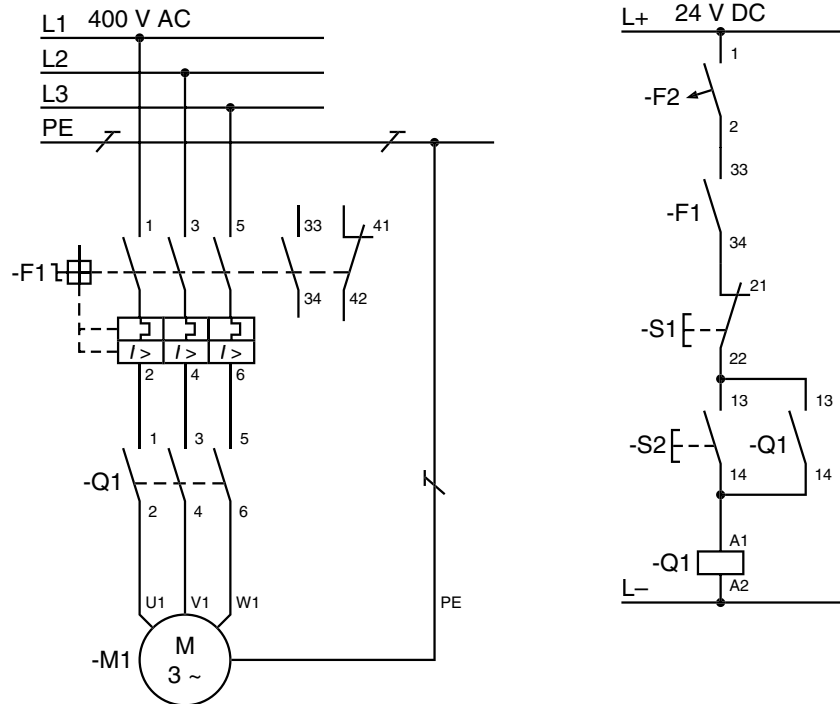 L1 400 V AC
L2
L3
PE
1 3 5 33 41
-F1
34 42
I > I > I >
2 4 6
1 3 5
-Q1
2 4 6
U1 V1 W1 PE
M
-M1
3 ~
L+ 24 V DC
1
-F2
2
33
-F1
34
21
-S1
22
13 13
-S2 -Q1
14 14
A1
-Q1
A2
L–